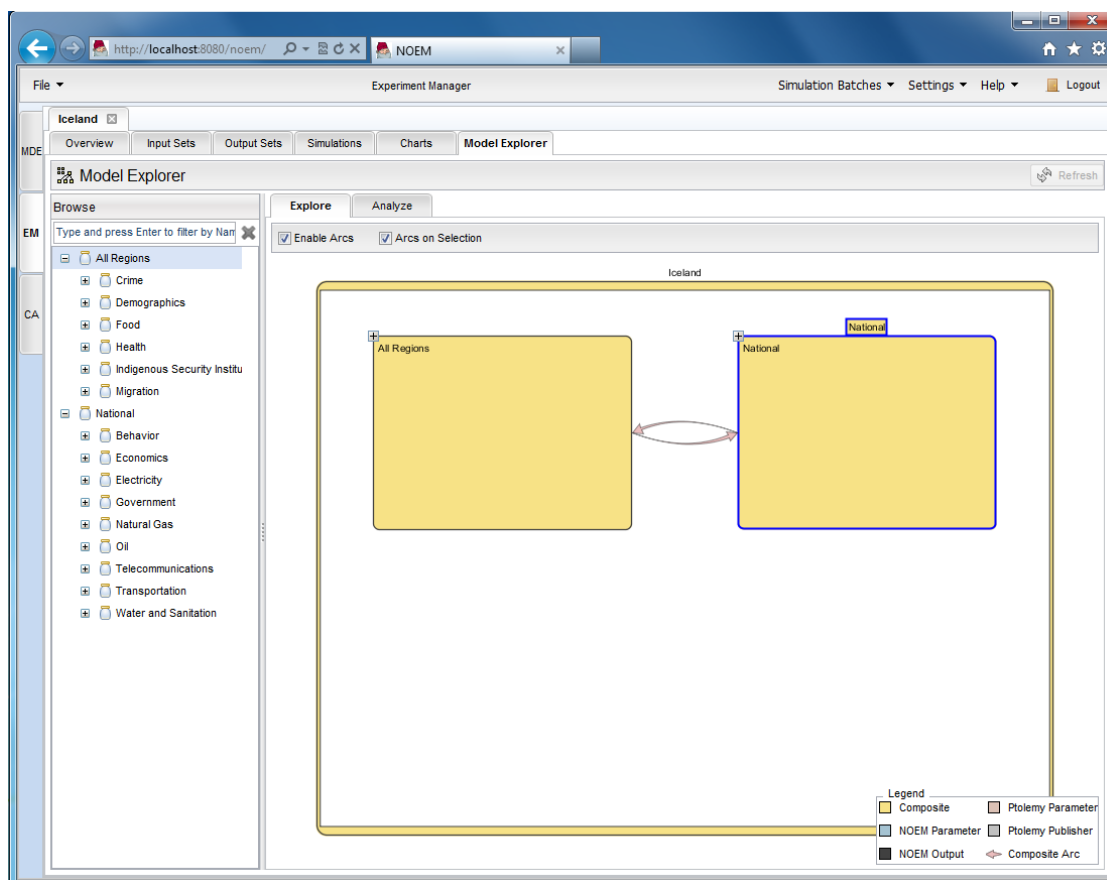 http://localhost:8080/noem/
NOEM
File
Experiment Manager
Simulation Batches
Settings
Help
Logout
Iceland
MDE
EM
CA
Overview
Input Sets
Output Sets
Simulations
Charts
Model Explorer
Model Explorer
Refresh
Browse
Type and press Enter to filter by Nam
All Regions
Crime
Demographics
Food
Health
Indigenous Security Institu
Migration
National
Behavior
Economics
Electricity
Government
Natural Gas
Oil
Telecommunications
Transportation
Water and Sanitation
Explore
Analyze
Enable Arcs
Arcs on Selection
Iceland
All Regions
National
National
Legend
Composite
Ptolemy Parameter
NOEM Parameter
Ptolemy Publisher
NOEM Output
Composite Arc